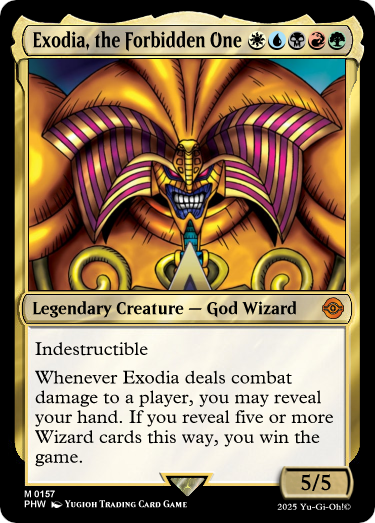 Exodia, the Forbidden One
Legendary Creature — God Wizard
Indestructible
Whenever Exodia deals combat
damage to a player, you may reveal
your hand. If you reveal five or more
Wizard cards this way, you win the
game.
5/5
M 0157
PHW Yugioh Trading Card Game
2025 Yu-Gi-Oh!©